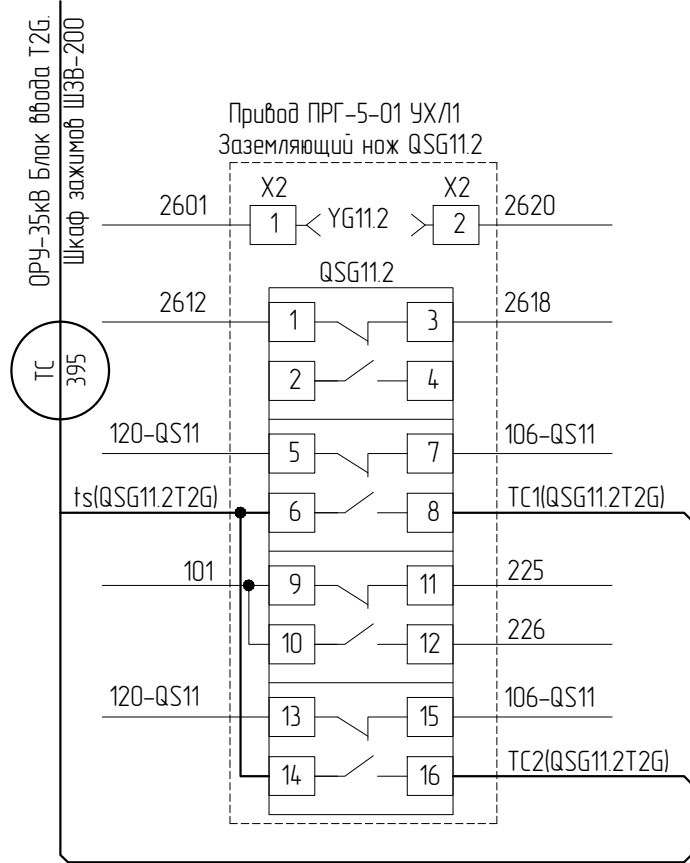 ОРУ-35кВ Блок ввода Т2G.
Шкаф зажимов ШЗВ-200
Привод ПРГ-5-01 УХЛ1
Заземляющий нож QSG11.2
X2 X2
2601 1 YG11.2 2 2620
QSG11.2
2612 1 3 2618
ТС 395
2 4
120-QS11 5 7 106-QS11
ts(QSG11.2T2G) 6 8 TC1(QSG11.2T2G)
101 9 11 225
10 12 226
120-QS11 13 15 106-QS11
14 16 TC2(QSG11.2T2G)